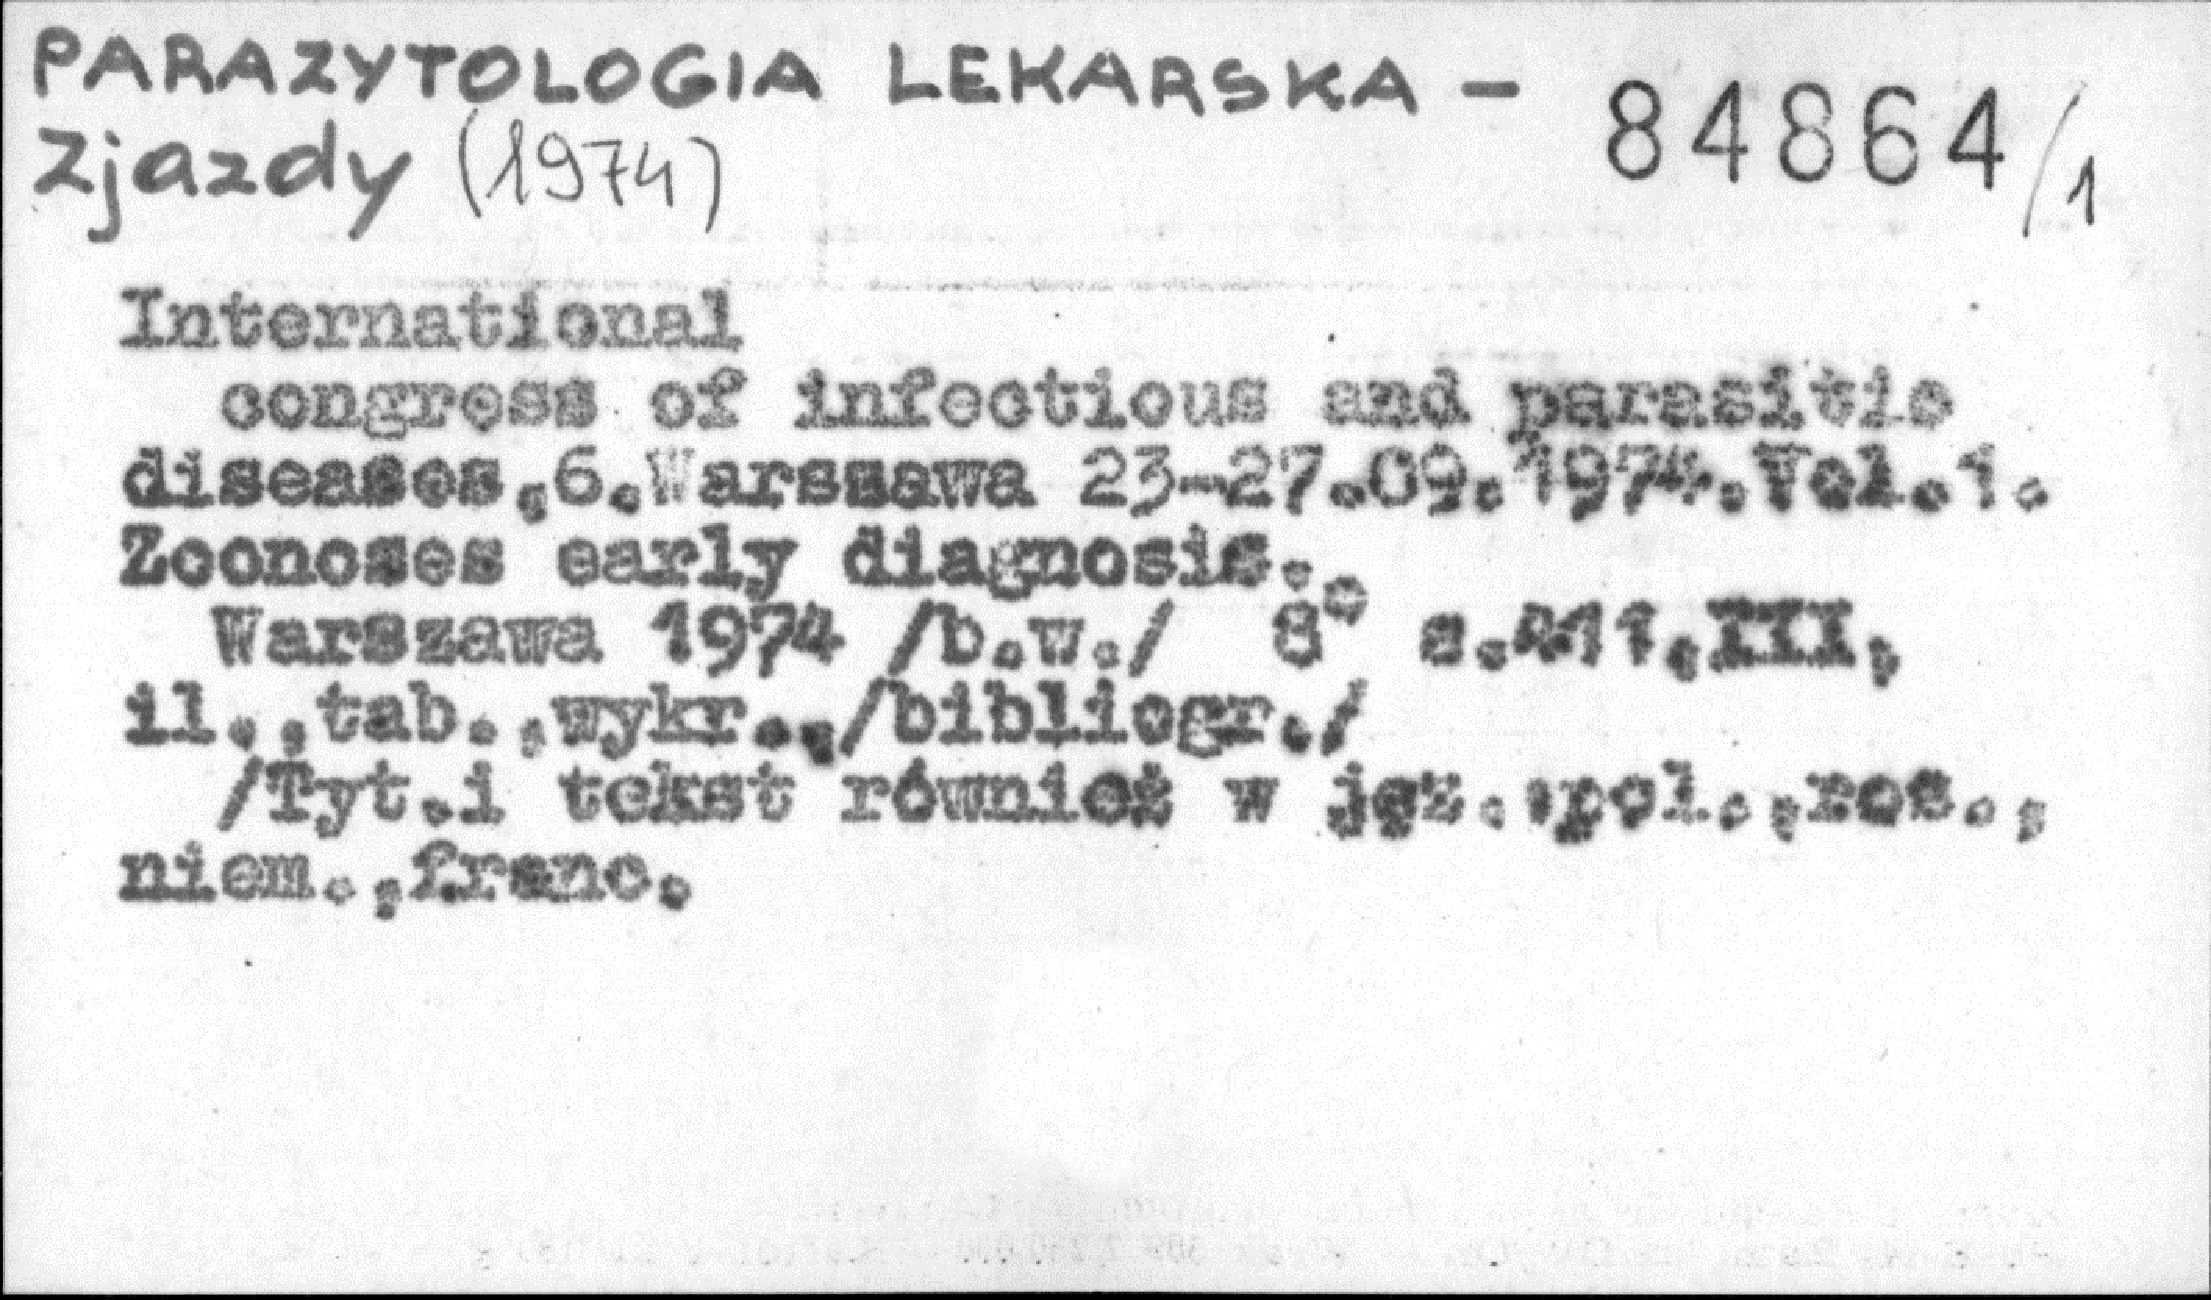 PARAZYTOLOGIA LEKARSKA - 84864/1
Zjazdy (1974)
International
congress of infectious and parasitic
diseases,6.Warszawa 23-27.09.1974.Vol.1.
Zoonoses early diagnosis.
Warszawa 1974 /b.w./ 8° s.411,III,
il.,tab.,wykr.,/bibliogr./
/Tyt.i tekst również w jęz.:pol.,ros.,
niem.,franc.